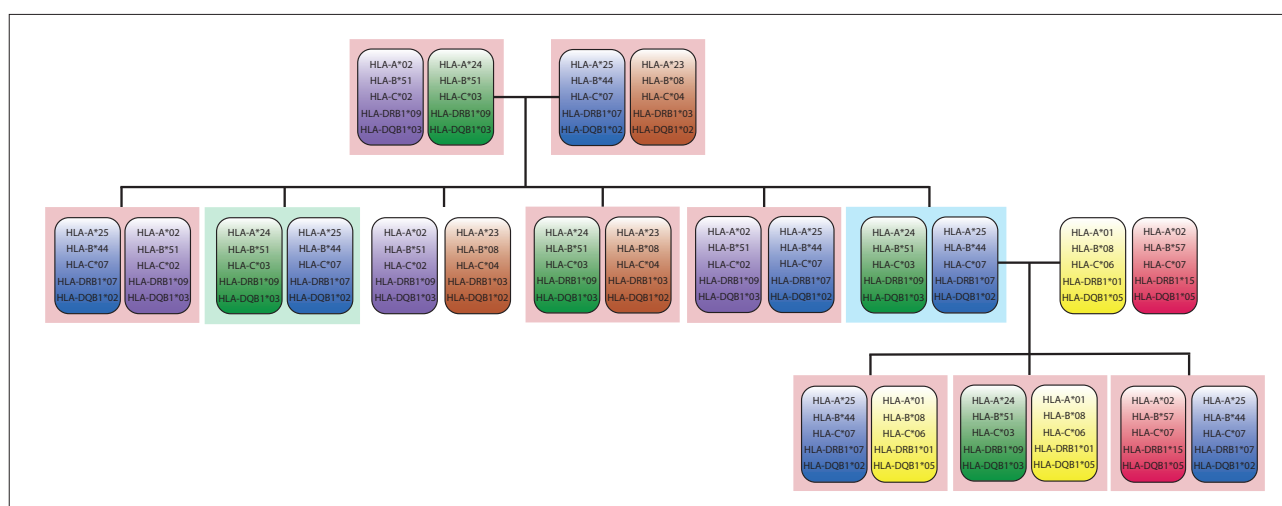 HLA-A*02
HLA-B*51
HLA-C*02
HLA-DRB1*09
HLA-DQB1*03
HLA-A*24
HLA-B*51
HLA-C*03
HLA-DRB1*09
HLA-DQB1*03
HLA-A*25
HLA-B*44
HLA-C*07
HLA-DRB1*07
HLA-DQB1*02
HLA-A*23
HLA-B*08
HLA-C*04
HLA-DRB1*03
HLA-DQB1*02
HLA-A*25
HLA-B*44
HLA-C*07
HLA-DRB1*07
HLA-DQB1*02
HLA-A*02
HLA-B*51
HLA-C*02
HLA-DRB1*09
HLA-DQB1*03
HLA-A*24
HLA-B*51
HLA-C*03
HLA-DRB1*09
HLA-DQB1*03
HLA-A*25
HLA-B*44
HLA-C*07
HLA-DRB1*07
HLA-DQB1*02
HLA-A*02
HLA-B*51
HLA-C*02
HLA-DRB1*09
HLA-DQB1*03
HLA-A*23
HLA-B*08
HLA-C*04
HLA-DRB1*03
HLA-DQB1*02
HLA-A*24
HLA-B*51
HLA-C*03
HLA-DRB1*09
HLA-DQB1*03
HLA-A*23
HLA-B*08
HLA-C*04
HLA-DRB1*03
HLA-DQB1*02
HLA-A*02
HLA-B*51
HLA-C*02
HLA-DRB1*09
HLA-DQB1*03
HLA-A*25
HLA-B*44
HLA-C*07
HLA-DRB1*07
HLA-DQB1*02
HLA-A*24
HLA-B*51
HLA-C*03
HLA-DRB1*09
HLA-DQB1*03
HLA-A*25
HLA-B*44
HLA-C*07
HLA-DRB1*07
HLA-DQB1*02
HLA-A*01
HLA-B*08
HLA-C*06
HLA-DRB1*01
HLA-DQB1*05
HLA-A*02
HLA-B*57
HLA-C*07
HLA-DRB1*15
HLA-DQB1*05
HLA-A*25
HLA-B*44
HLA-C*07
HLA-DRB1*07
HLA-DQB1*02
HLA-A*01
HLA-B*08
HLA-C*06
HLA-DRB1*01
HLA-DQB1*05
HLA-A*24
HLA-B*51
HLA-C*03
HLA-DRB1*09
HLA-DQB1*03
HLA-A*01
HLA-B*08
HLA-C*06
HLA-DRB1*01
HLA-DQB1*05
HLA-A*02
HLA-B*57
HLA-C*07
HLA-DRB1*15
HLA-DQB1*05
HLA-A*25
HLA-B*44
HLA-C*07
HLA-DRB1*07
HLA-DQB1*02